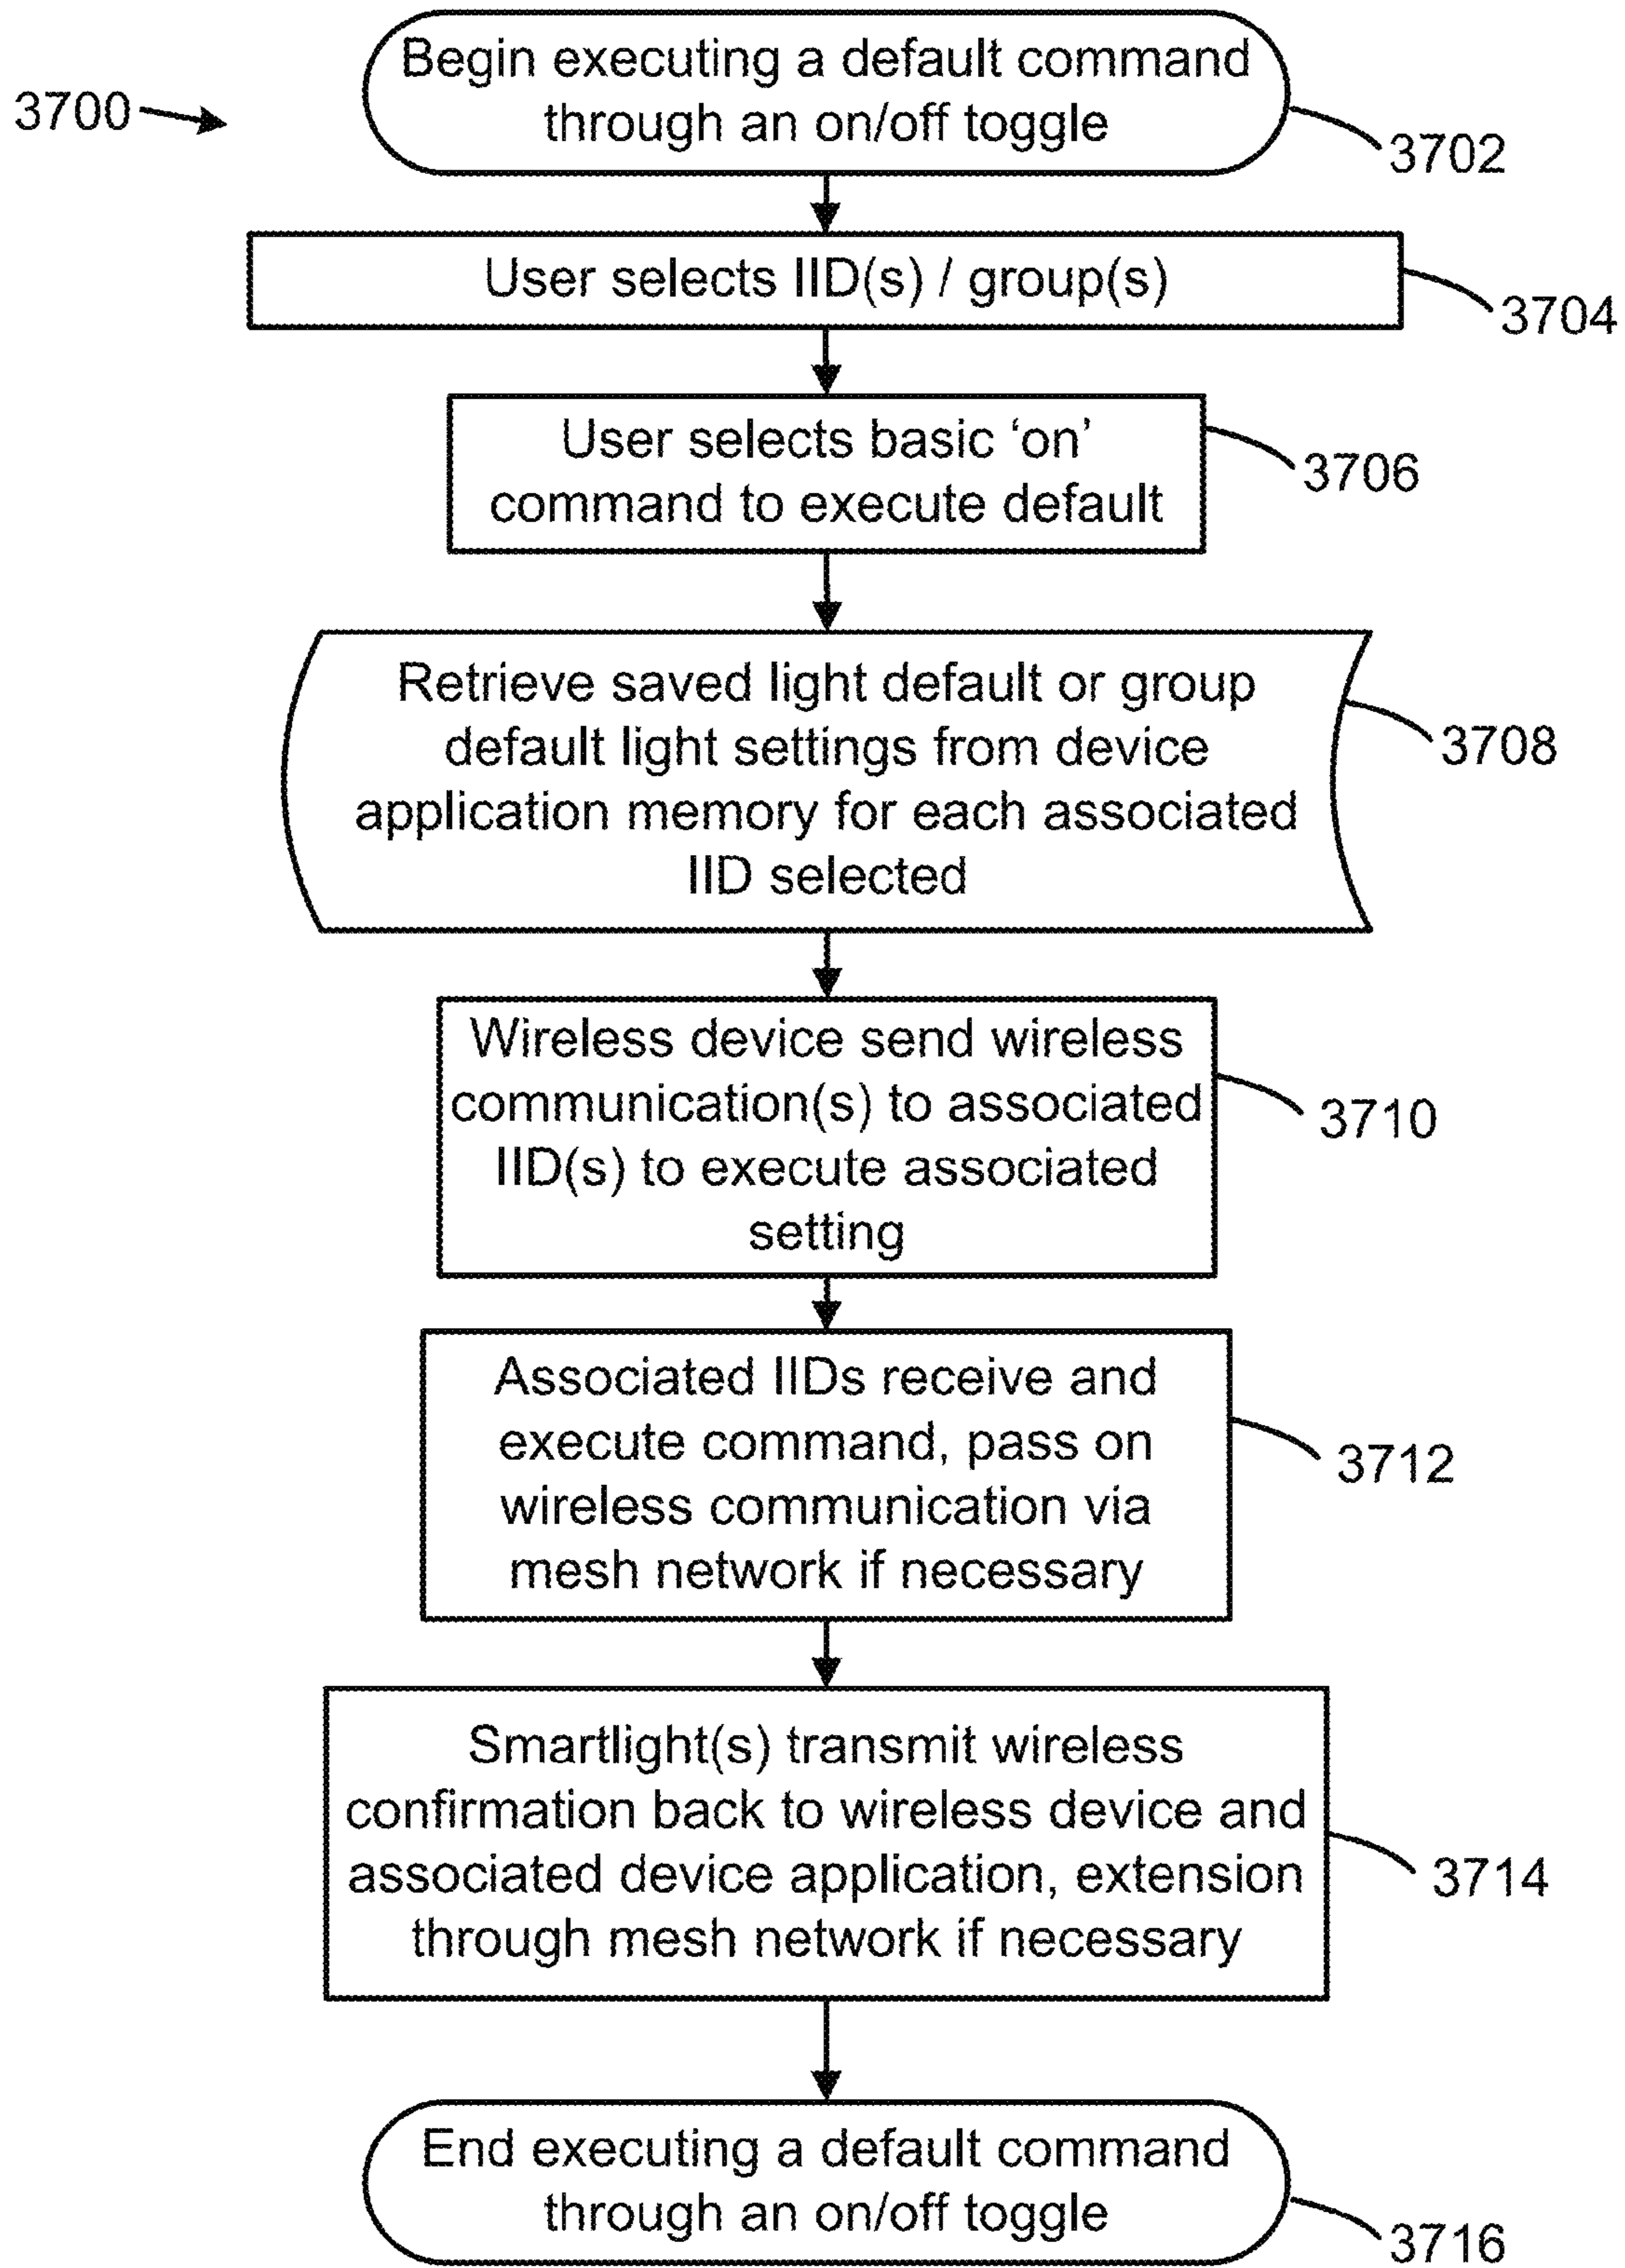 Begin executing a default command
through an on/off toggle
3700
3702
User selects IID(s) / group(s)
3704
User selects basic ‘on’
command to execute default
3706
Retrieve saved light default or group
default light settings from device
application memory for each associated
IID selected
3708
Wireless device send wireless
communication(s) to associated
IID(s) to execute associated
setting
3710
Associated IIDs receive and
execute command, pass on
wireless communication via
mesh network if necessary
3712
Smartlight(s) transmit wireless
confirmation back to wireless device and
associated device application, extension
through mesh network if necessary
3714
End executing a default command
through an on/off toggle
3716